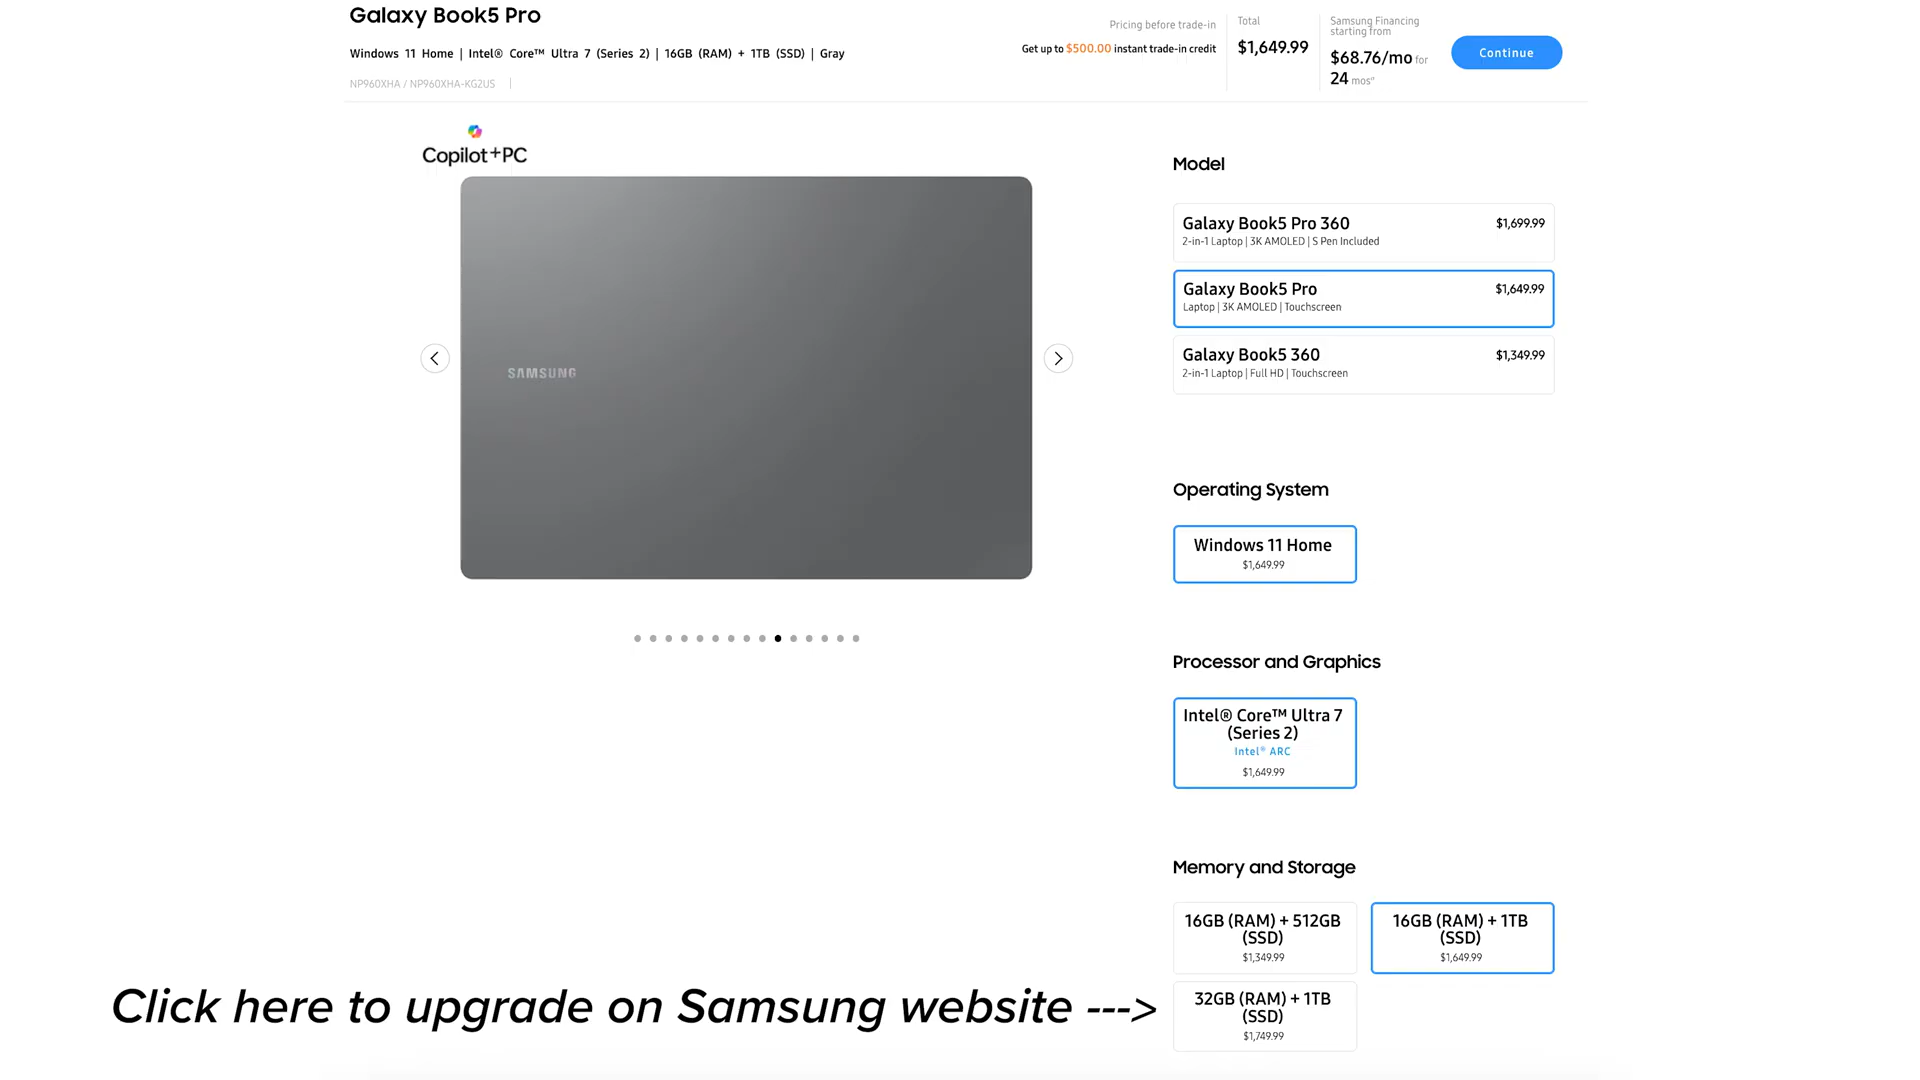 Galaxy Book5 Pro
Windows 11 Home | Intel® Core™ Ultra 7 (Series 2) | 16GB (RAM) + 1TB (SSD) | Gray
NP960XHA / NP960XHA-KG2US
Pricing before trade-in
Get up to $500.00 instant trade-in credit
Total
$1,649.99
Samsung Financing
starting from
$68.76/mo for
24 mos
Continue
Copilot+PC
SAMSUNG
Model
Galaxy Book5 Pro 360 $1,699.99
2-in-1 Laptop | 3K AMOLED | S Pen Included
Galaxy Book5 Pro $1,649.99
Laptop | 3K AMOLED | Touchscreen
Galaxy Book5 360 $1,349.99
2-in-1 Laptop | Full HD | Touchscreen
Operating System
Windows 11 Home
$1,649.99
Processor and Graphics
Intel® Core™ Ultra 7
(Series 2)
Intel® ARC
$1,649.99
Memory and Storage
16GB (RAM) + 512GB
(SSD)
$1,349.99
16GB (RAM) + 1TB
(SSD)
$1,649.99
32GB (RAM) + 1TB
(SSD)
$1,749.99
Click here to upgrade on Samsung website --->